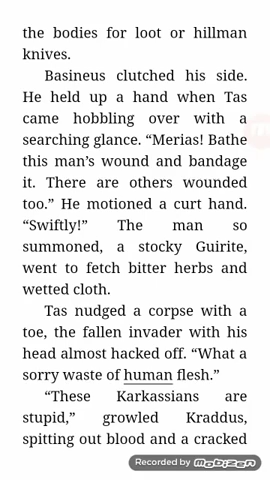 the bodies for loot or hillman
knives.
Basineus clutched his side.
He held up a hand when Tas
came hobbling over with a
searching glance. “Merias! Bathe
this man’s wound and bandage
it. There are others wounded
too.” He motioned a curt hand.
“Swiftly!” The man so
summoned, a stocky Guirite,
went to fetch bitter herbs and
wetted cloth.
Tas nudged a corpse with a
toe, the fallen invader with his
head almost hacked off. “What a
sorry waste of human flesh.”
“These Karkassians are
stupid,” growled Kraddus,
spitting out blood and a cracked
Recorded by mobizen